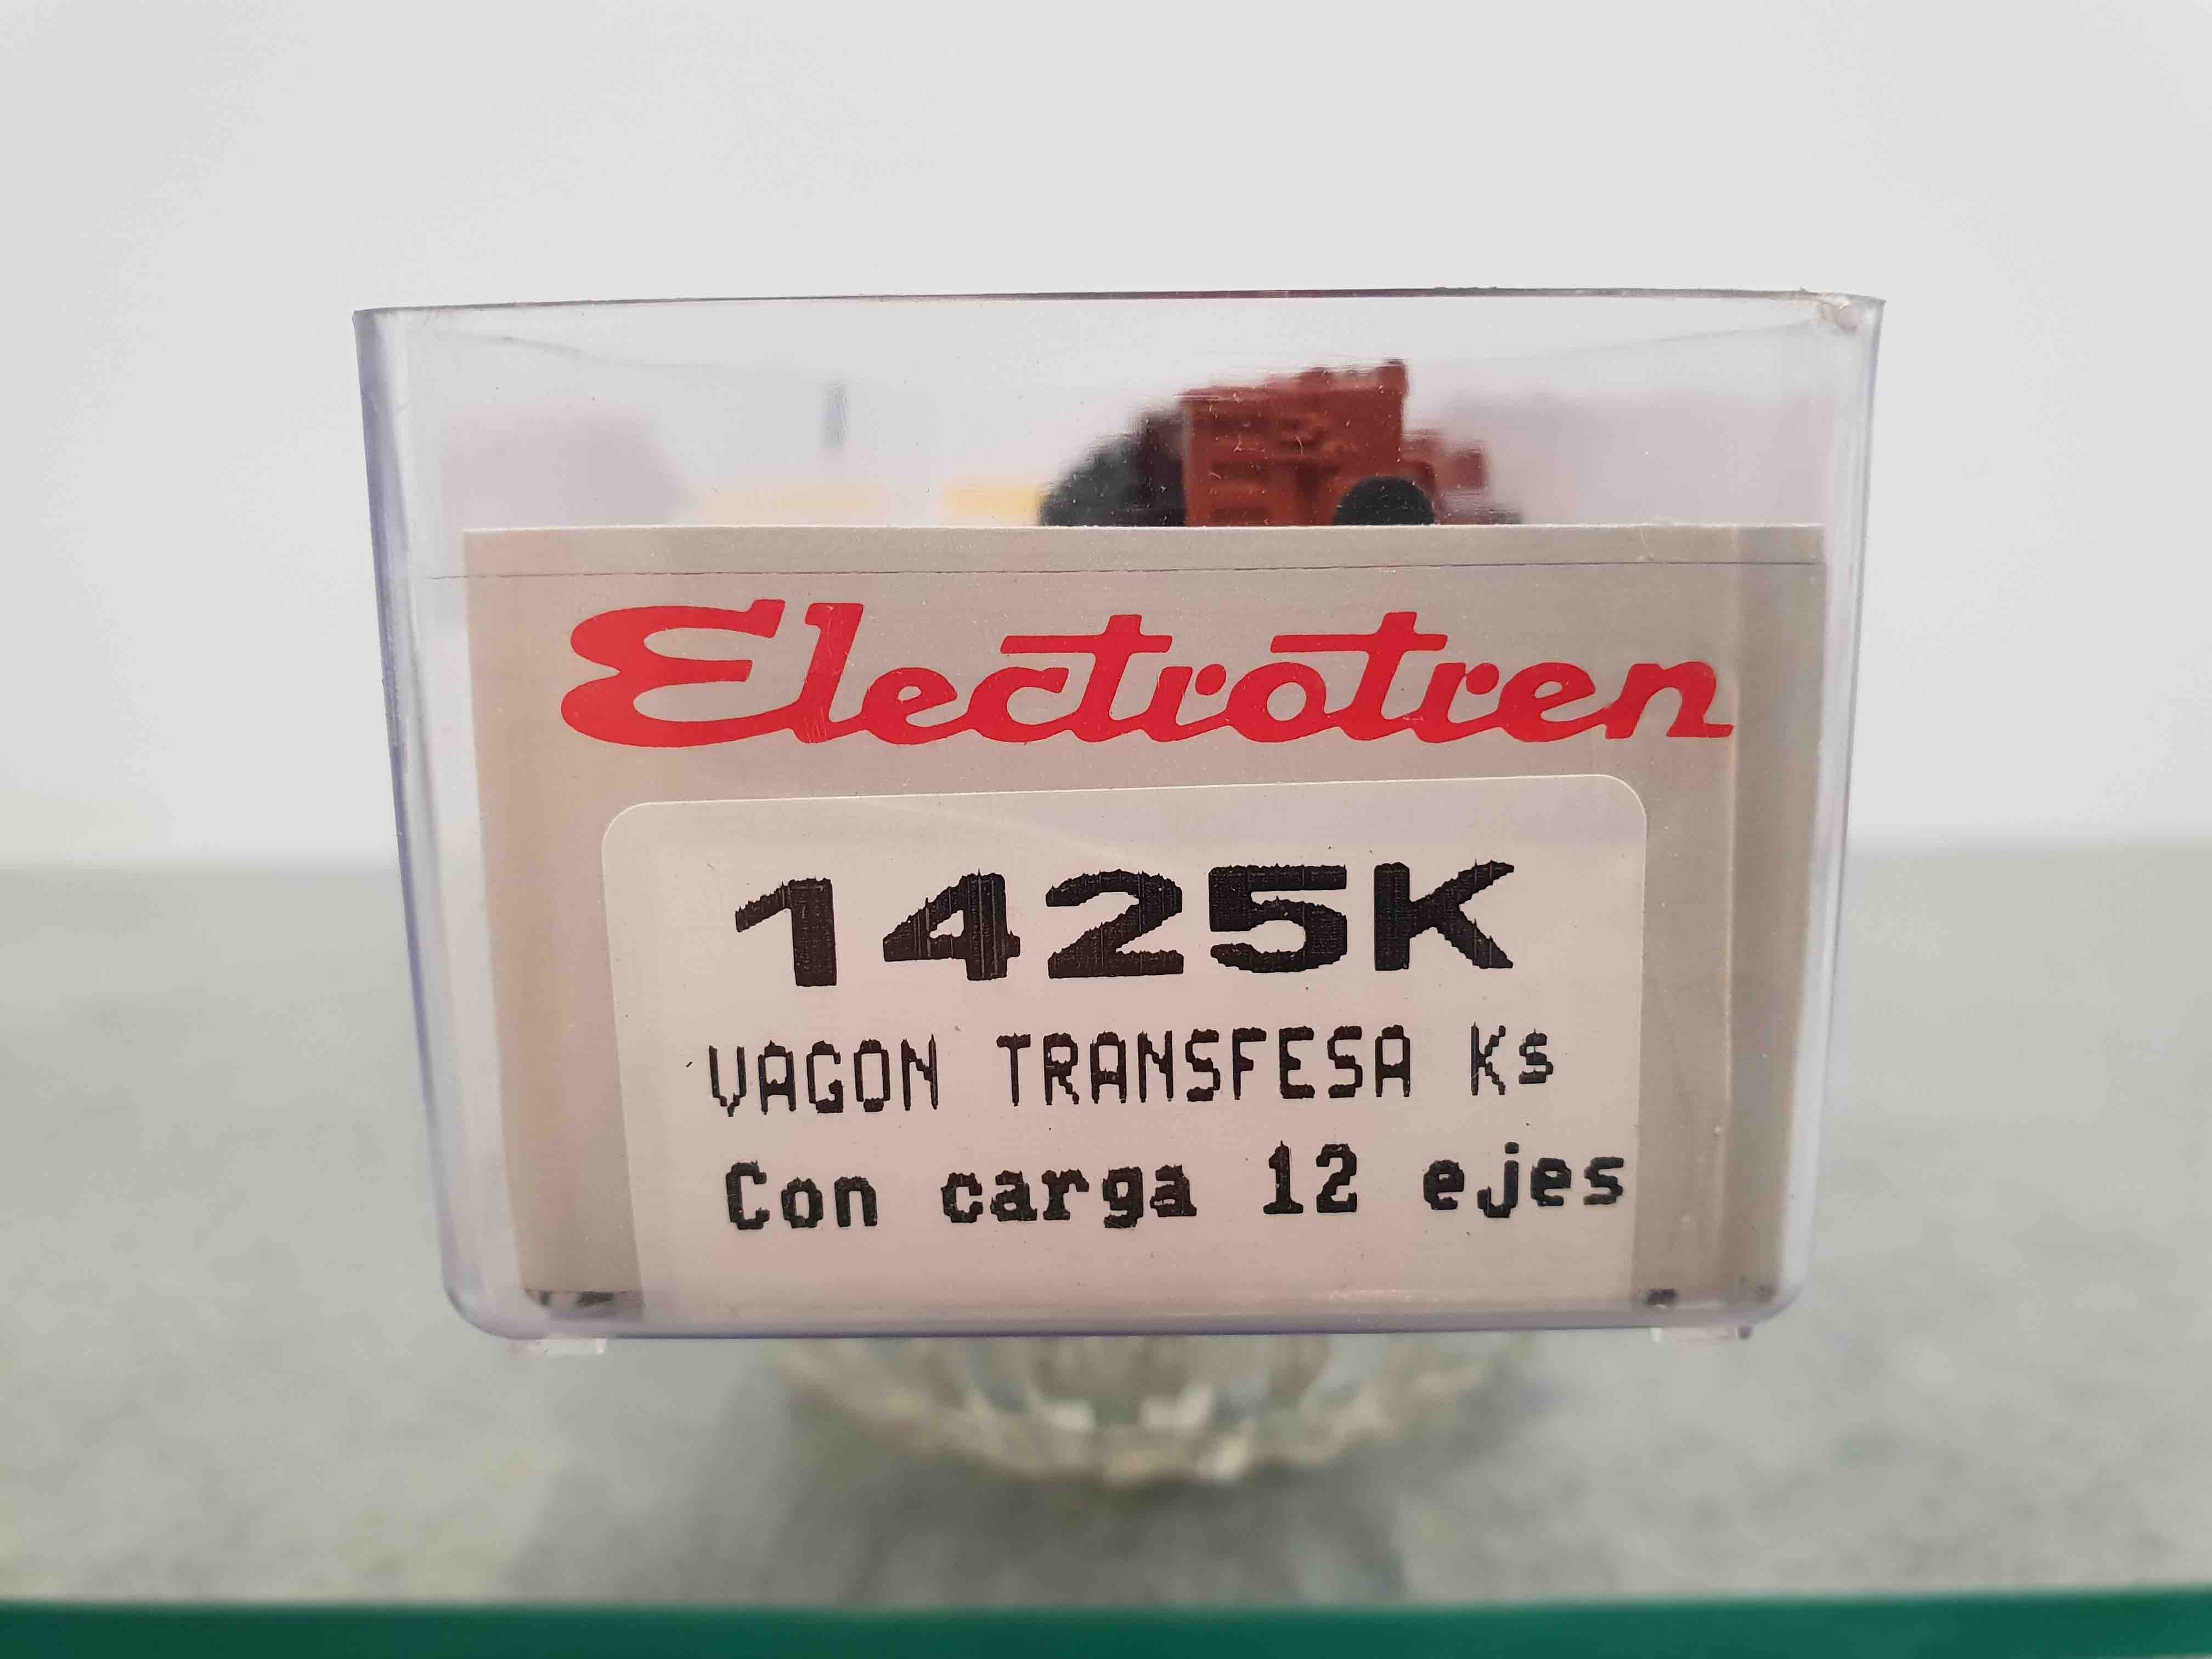 Electrotren
1425K
VAGON TRANSFESA Ks
Con carga 12 ejes